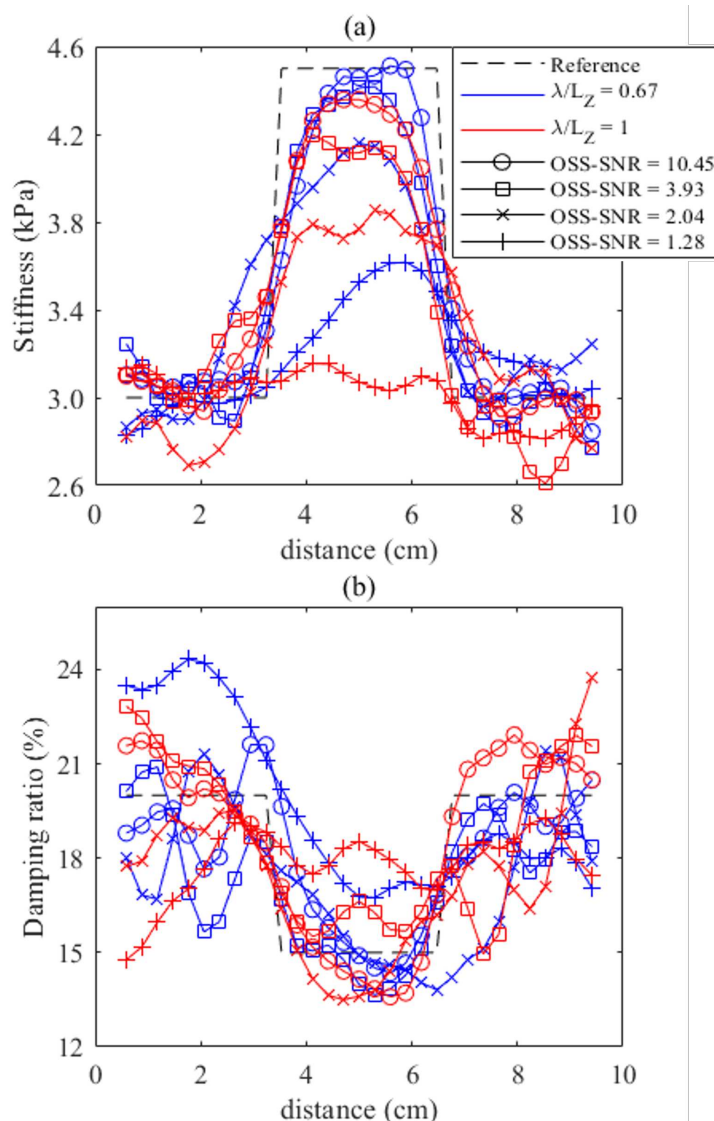 (a)
4.6
4.2
3.8
3.4
3.0
2.6
Stiffness (kPa)
Reference
λ/L_Z = 0.67
λ/L_Z = 1
OSS-SNR = 10.45
OSS-SNR = 3.93
OSS-SNR = 2.04
OSS-SNR = 1.28
0 2 4 6 8 10
distance (cm)
(b)
24
21
18
15
12
Damping ratio (%)
0 2 4 6 8 10
distance (cm)